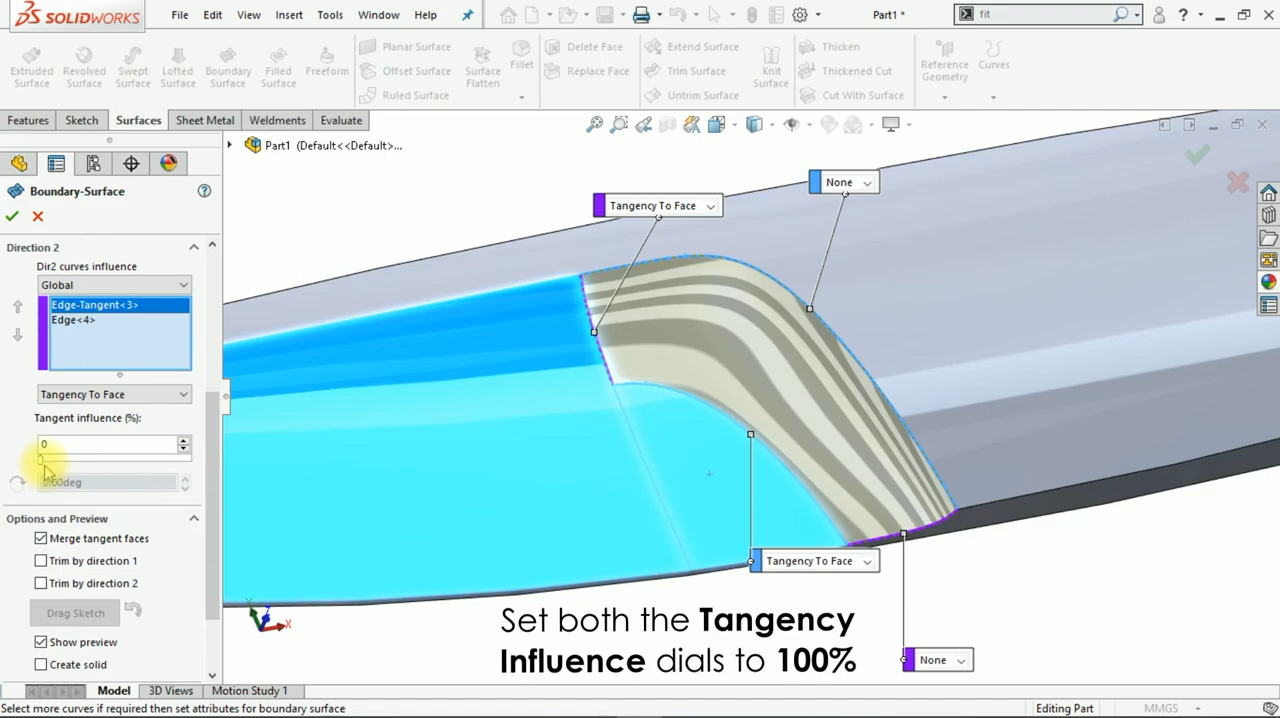 SOLIDWORKS
File Edit View Insert Tools Window Help
Part1 *
fit
Extruded Surface
Revolved Surface
Swept Surface
Lofted Surface
Boundary Surface
Filled Surface
Freeform
Planar Surface
Offset Surface
Ruled Surface
Surface Flatten
Fillet
Delete Face
Replace Face
Extend Surface
Trim Surface
Untrim Surface
Knit Surface
Thicken
Thickened Cut
Cut With Surface
Reference Geometry
Curves
Features Sketch Surfaces Sheet Metal Weldments Evaluate
Part1 (Default<<Default>...
Boundary-Surface
Direction 2
Dir2 curves influence
Global
Edge-Tangent<3>
Edge<4>
Tangency To Face
Tangent influence (%):
0
0.00deg
Options and Preview
Merge tangent faces
Trim by direction 1
Trim by direction 2
Drag Sketch
Show preview
Create solid
Tangency To Face
None
Tangency To Face
None
Set both the Tangency
Influence dials to 100%
Y
Z
X
Model 3D Views Motion Study 1
Select more curves if required then set attributes for boundary surface
Editing Part
MMGS